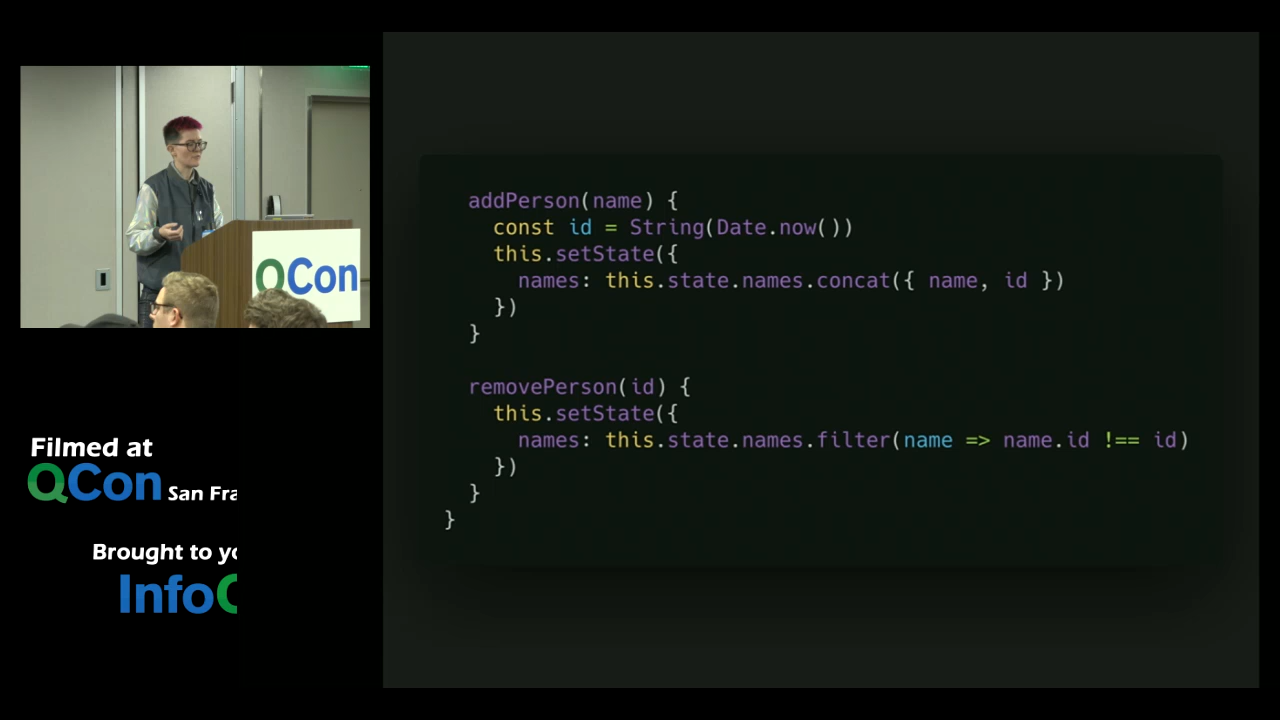 QCon
Filmed at
QCon San Fra
Brought to yo
InfoQ
addPerson(name) {
const id = String(Date.now())
this.setState({
names: this.state.names.concat({ name, id })
})
}
removePerson(id) {
this.setState({
names: this.state.names.filter(name => name.id !== id)
})
}
}